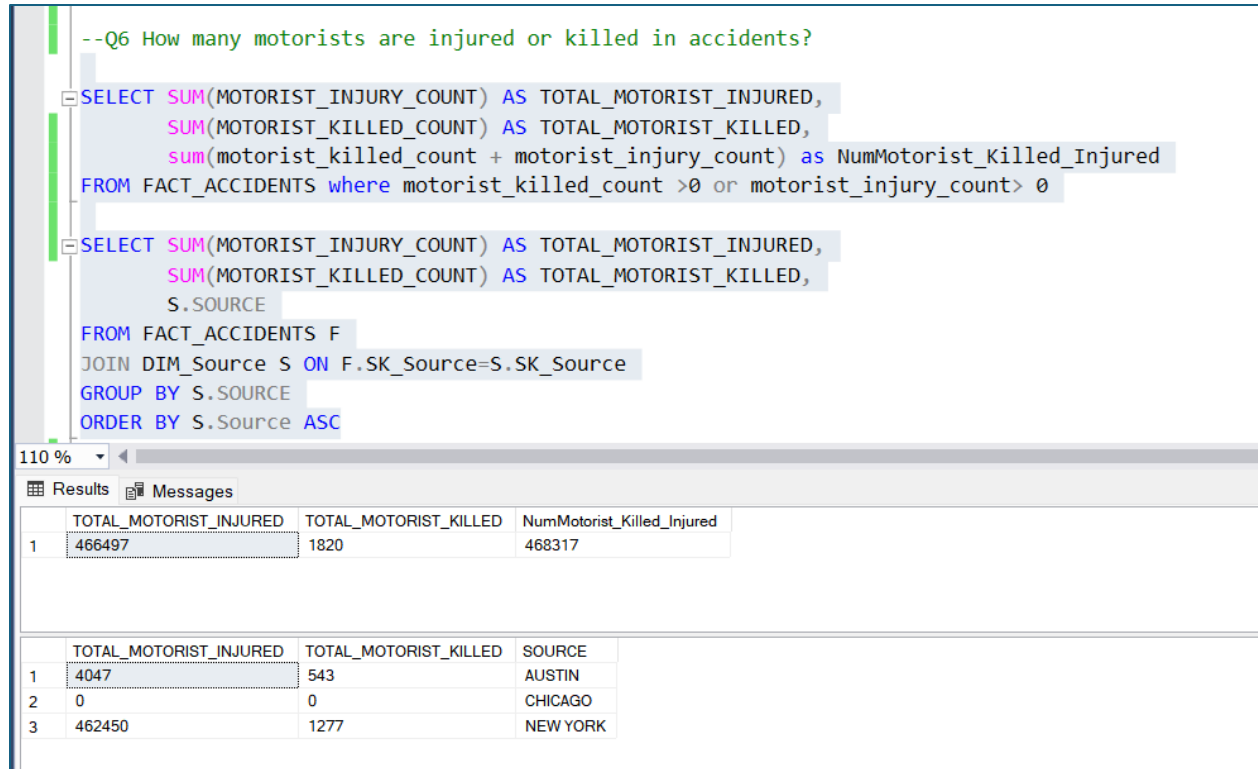 --Q6 How many motorists are injured or killed in accidents?
SELECT SUM(MOTORIST_INJURY_COUNT) AS TOTAL_MOTORIST_INJURED,
SUM(MOTORIST_KILLED_COUNT) AS TOTAL_MOTORIST_KILLED,
sum(motorist_killed_count + motorist_injury_count) as NumMotorist_Killed_Injured
FROM FACT_ACCIDENTS where motorist_killed_count >0 or motorist_injury_count> 0
SELECT SUM(MOTORIST_INJURY_COUNT) AS TOTAL_MOTORIST_INJURED,
SUM(MOTORIST_KILLED_COUNT) AS TOTAL_MOTORIST_KILLED,
S.SOURCE
FROM FACT_ACCIDENTS F
JOIN DIM_Source S ON F.SK_Source=S.SK_Source
GROUP BY S.SOURCE
ORDER BY S.Source ASC
110 %
Results Messages
TOTAL_MOTORIST_INJURED TOTAL_MOTORIST_KILLED NumMotorist_Killed_Injured
1 466497 1820 468317
TOTAL_MOTORIST_INJURED TOTAL_MOTORIST_KILLED SOURCE
1 4047 543 AUSTIN
2 0 0 CHICAGO
3 462450 1277 NEW YORK